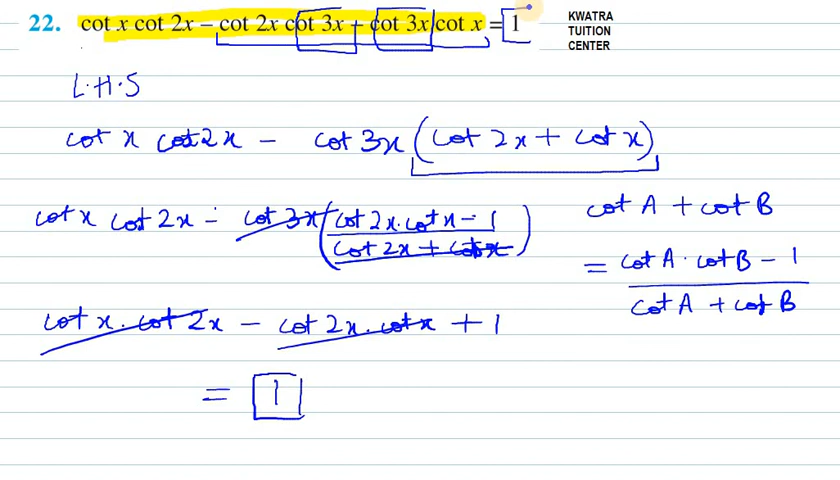 22. cot x cot 2x – cot 2x cot 3x – cot 3x cot x = 1
KWATRA
TUITION
CENTER
L.H.S
cot x cot 2x - cot 3x (cot 2x + cot x)
cot x cot 2x - cot 3x (cot 2x . cot x - 1 / cot 2x + cot x)
cot A + cot B
= cot A . cot B - 1 / cot A + cot B
cot x . cot 2x - cot 2x . cot x + 1
= 1